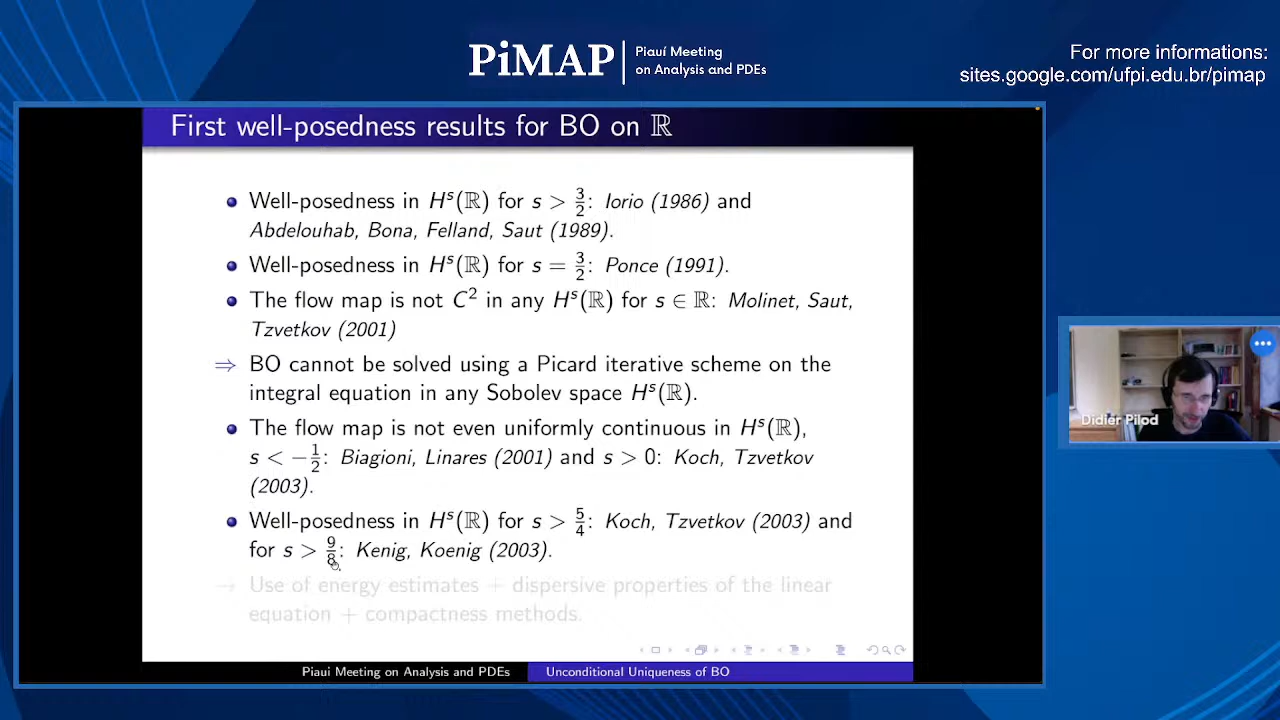 PiMAP
Piauí Meeting
on Analysis and PDEs
For more informations:
sites.google.com/ufpi.edu.br/pimap
First well-posedness results for BO on ℝ
Well-posedness in Hˢ(ℝ) for s > 3/2: Iorio (1986) and
Abdelouhab, Bona, Felland, Saut (1989).
Well-posedness in Hˢ(ℝ) for s = 3/2: Ponce (1991).
The flow map is not C² in any Hˢ(ℝ) for s ∈ ℝ: Molinet, Saut,
Tzvetkov (2001)
⇒ BO cannot be solved using a Picard iterative scheme on the
integral equation in any Sobolev space Hˢ(ℝ).
The flow map is not even uniformly continuous in Hˢ(ℝ),
s < −1/2: Biagioni, Linares (2001) and s > 0: Koch, Tzvetkov
(2003).
Well-posedness in Hˢ(ℝ) for s > 5/4: Koch, Tzvetkov (2003) and
for s > 9/8: Kenig, Koenig (2003).
→ Use of energy estimates + dispersive properties of the linear
equation + compactness methods.
Piaui Meeting on Analysis and PDEs
Unconditional Uniqueness of BO
Didier Pilod